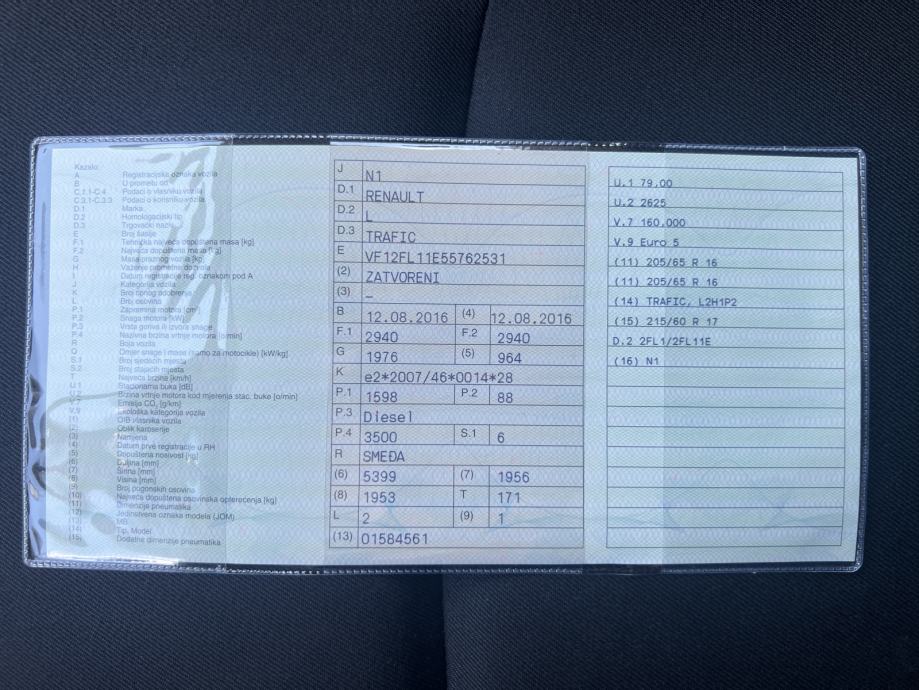 Kazalo:
A Registracijska oznaka vozila
B U prometu od
C.1.1-C.4 Podaci o vlasniku vozila
C.3.1-C.3.3 Podaci o korisniku vozila
D.1 Marka
D.2 Homologacijski tip
D.3 Trgovački naziv
E Broj šasije
F.1 Tehnička najveća dopuštena masa [kg]
F.2 Najveća dopuštena masa [kg]
G Masa praznog vozila [kg]
H Važenje prometne dozvole
I Datum registracije reg. oznakom pod A
J Kategorija vozila
K Broj tipnog odobrenja
L Broj osovina
P.1 Zapremina motora [cm³]
P.2 Snaga motora [kW]
P.3 Vrsta goriva ili izvora snage
P.4 Nazivna brzina vrtnje motora [o/min]
R Boja vozila
Q Omjer snage i mase (samo za motocikle) [kW/kg]
S.1 Broj sjedećih mjesta
S.2 Broj stajaćih mjesta
T Najveća brzina [km/h]
U.1 Stacionarna buka [dB]
U.2 Brzina vrtnje motora kod mjerenja stac. buke [o/min]
Emisija CO₂ [g/km]
V.9 Ekološka kategorija vozila
(1) OIB vlasnika vozila
(2) Oblik karoserije
(3) Namjena
(4) Datum prve registracije u RH
(5) Dopuštena nosivost [kg]
(6) Duljina [mm]
(7) Širina [mm]
(8) Visina [mm]
(9) Broj pogonskih osovina
(10) Najveća dopuštena osovinska opterećenja [kg]
(11) Dimenzije pneumatika
(12) Jedinstvena oznaka modela (JOM)
(13) MB
(14) Tip, Model
(15) Dodatne dimenzije pneumatika
J N1
D.1 RENAULT
D.2 L
D.3 TRAFIC
E VF12FL11E55762531
(2) ZATVORENI
(3) –
B 12.08.2016 (4) 12.08.2016
F.1 2940 F.2 2940
G 1976 (5) 964
K e2*2007/46*0014*28
P.1 1598 P.2 88
P.3 Diesel
P.4 3500 S.1 6
R SMEĐA
(6) 5399 (7) 1956
(8) 1953 T 171
L 2 (9) 1
(13) 01584561
U.1 79,00
U.2 2625
V.7 160,000
V.9 Euro 5
(11) 205/65 R 16
(11) 205/65 R 16
(14) TRAFIC, L2H1P2
(15) 215/60 R 17
D.2 2FL1/2FL11E
(16) N1